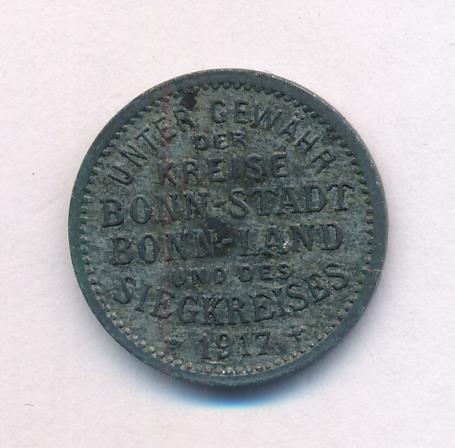 UNTER GEWÄHR
DER
KREISE
BONN-STADT
BONN-LAND
UND DES
SIEGKREISES
1917